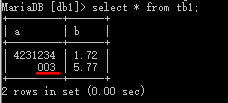 MariaDB [db1]> select * from tb1;
+---------+------+
| a       | b    |
+---------+------+
| 4231234 | 1.72 |
|     003 | 5.77 |
+---------+------+
2 rows in set (0.00 sec)